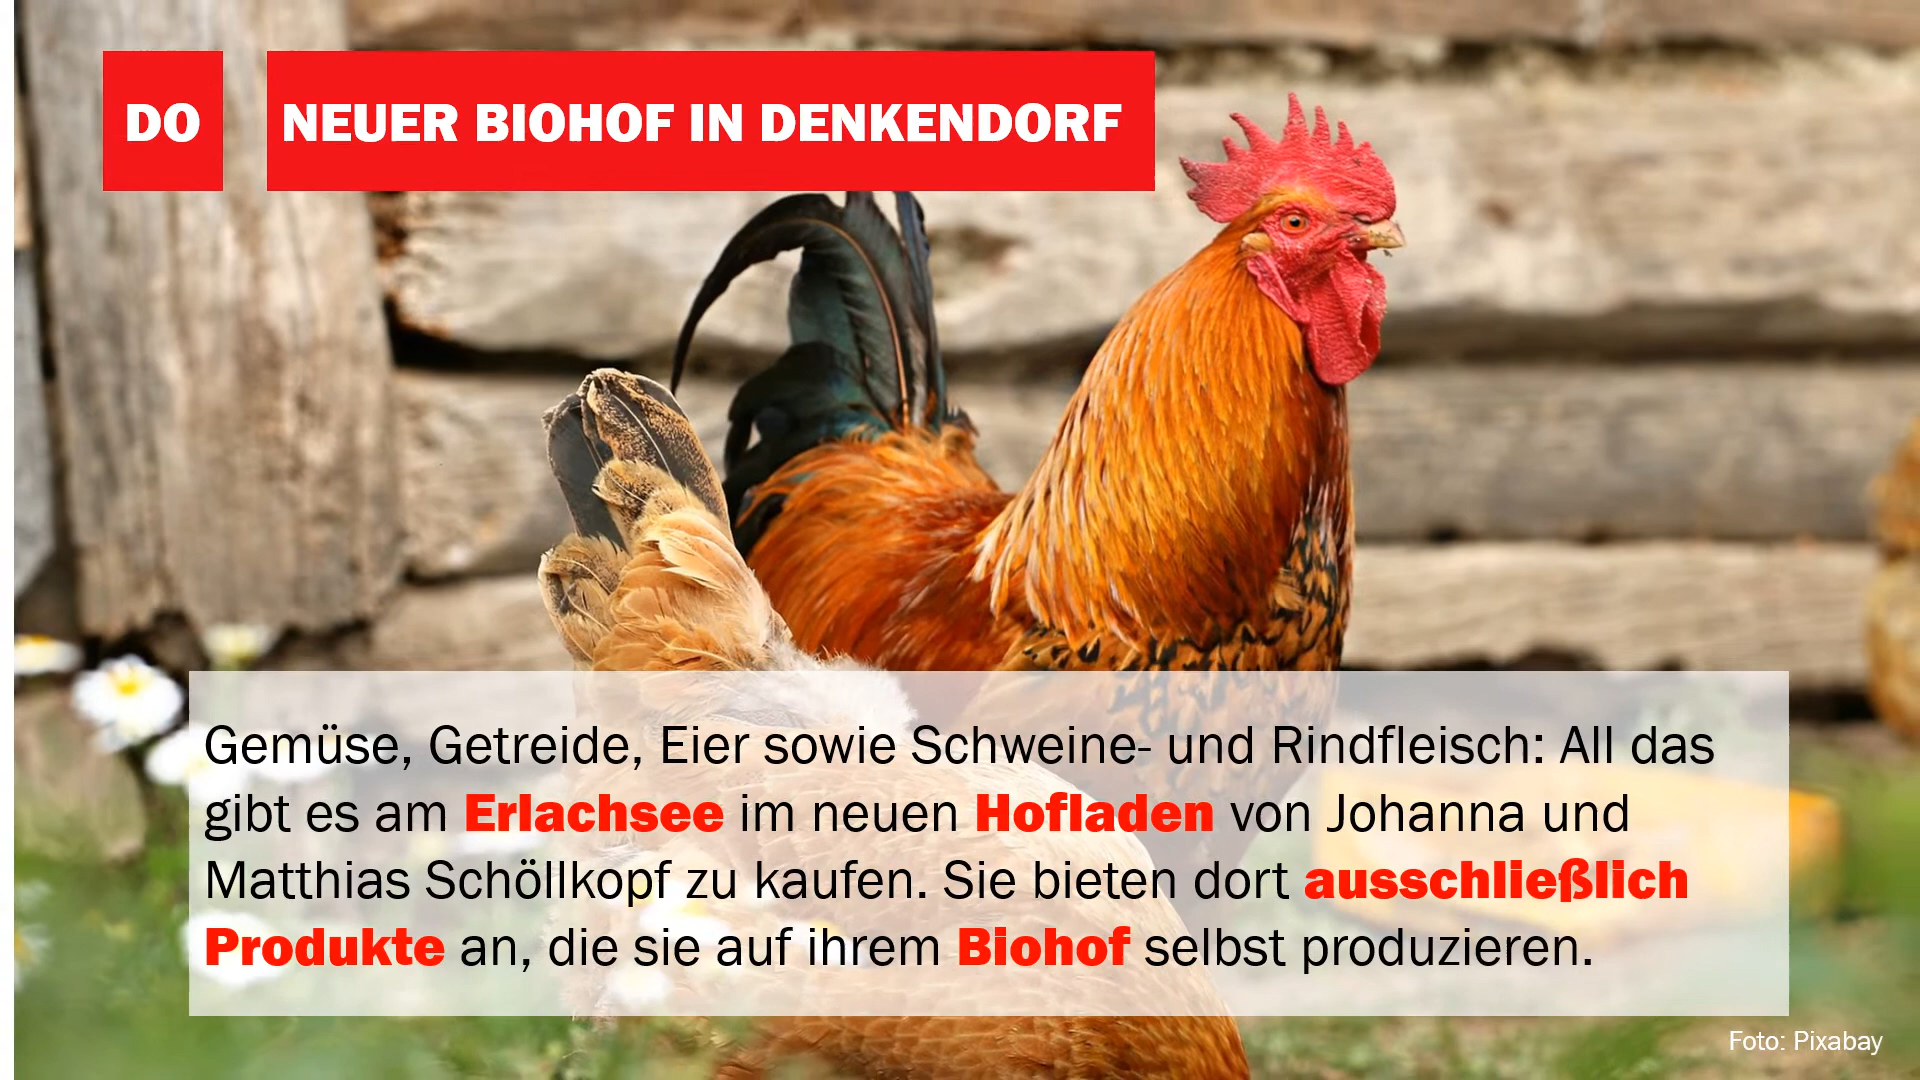 DO NEUER BIOHOF IN DENKENDORF
Gemüse, Getreide, Eier sowie Schweine- und Rindfleisch: All das
gibt es am Erlachsee im neuen Hofladen von Johanna und
Matthias Schöllkopf zu kaufen. Sie bieten dort ausschließlich
Produkte an, die sie auf ihrem Biohof selbst produzieren.
Foto: Pixabay